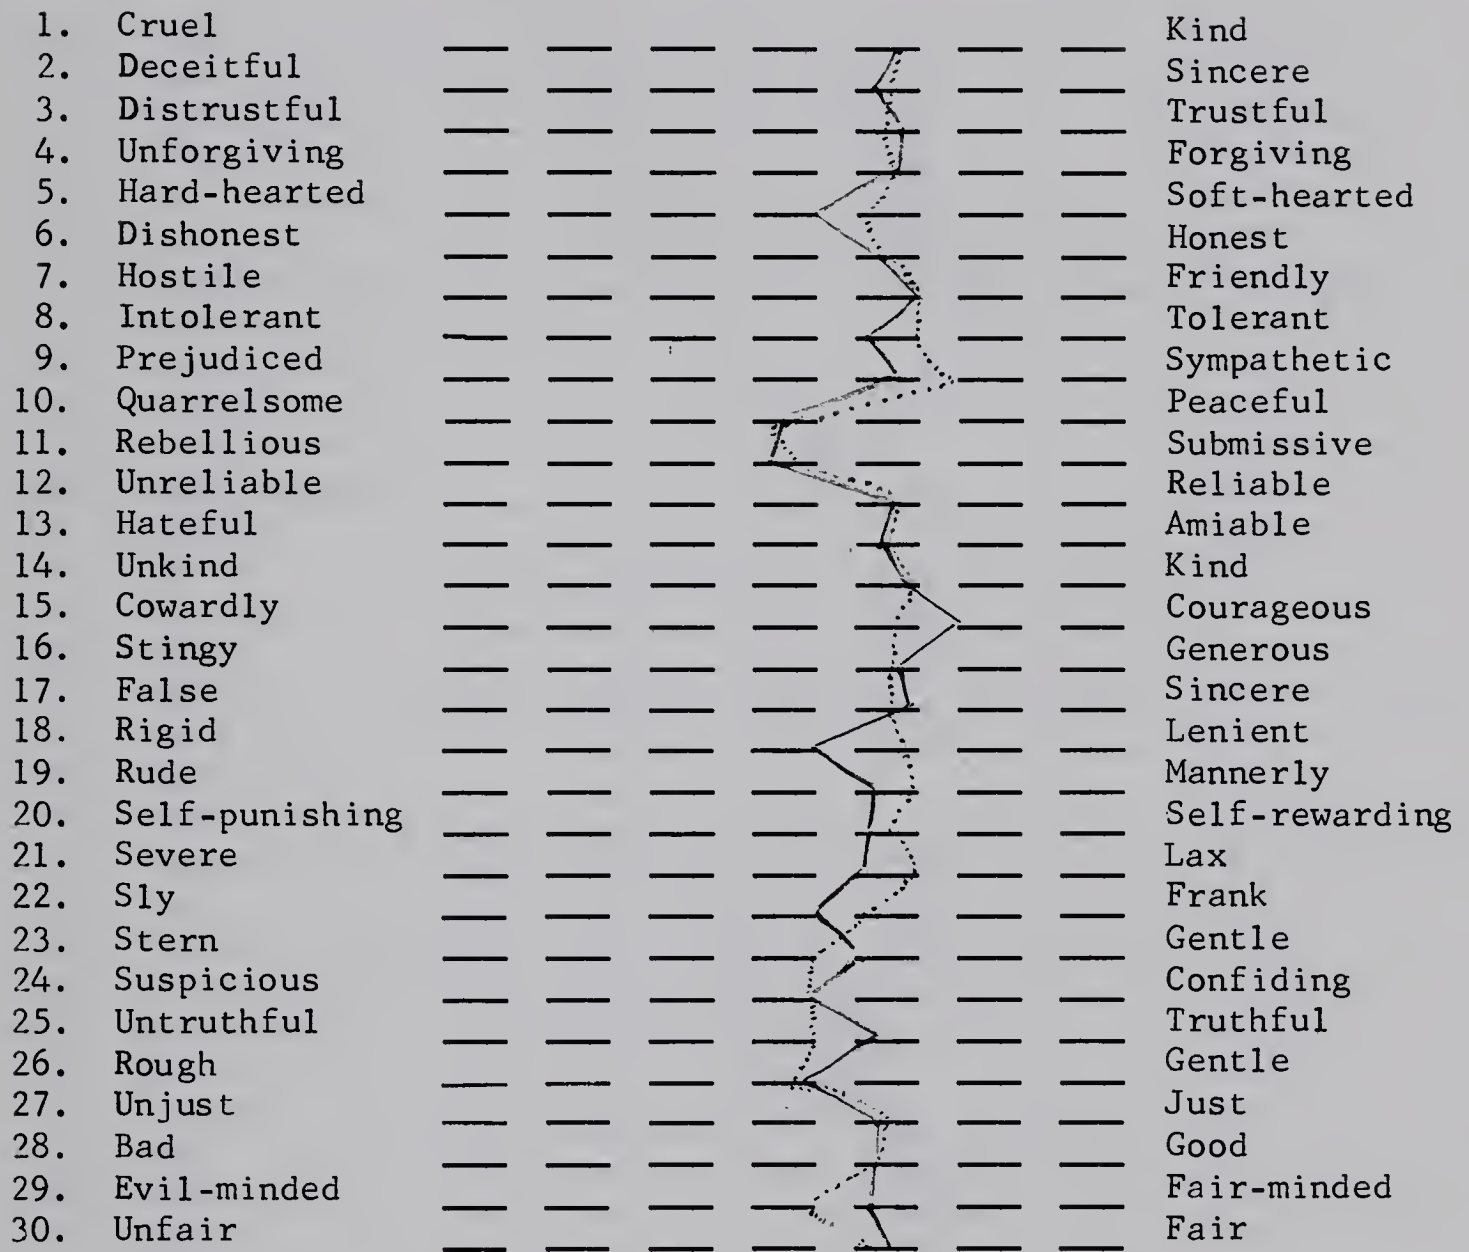 1. Cruel Kind
2. Deceitful Sincere
3. Distrustful Trustful
4. Unforgiving Forgiving
5. Hard-hearted Soft-hearted
6. Dishonest Honest
7. Hostile Friendly
8. Intolerant Tolerant
9. Prejudiced Sympathetic
10. Quarrelsome Peaceful
11. Rebellious Submissive
12. Unreliable Reliable
13. Hateful Amiable
14. Unkind Kind
15. Cowardly Courageous
16. Stingy Generous
17. False Sincere
18. Rigid Lenient
19. Rude Mannerly
20. Self-punishing Self-rewarding
21. Severe Lax
22. Sly Frank
23. Stern Gentle
24. Suspicious Confiding
25. Untruthful Truthful
26. Rough Gentle
27. Unjust Just
28. Bad Good
29. Evil-minded Fair-minded
30. Unfair Fair